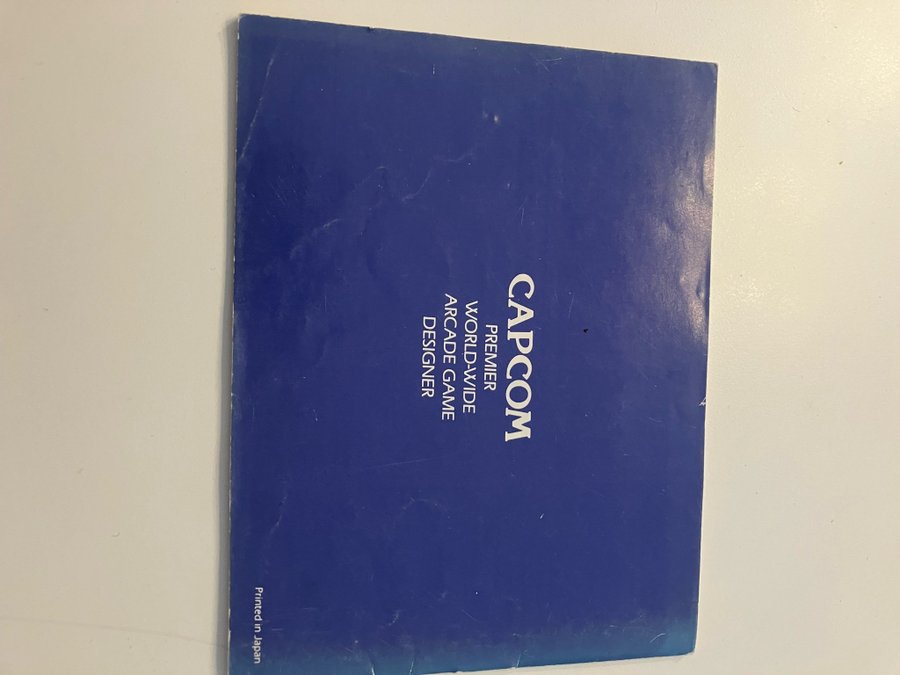 CAPCOM
PREMIER
WORLD-WIDE
ARCADE GAME
DESIGNER
Printed in Japan